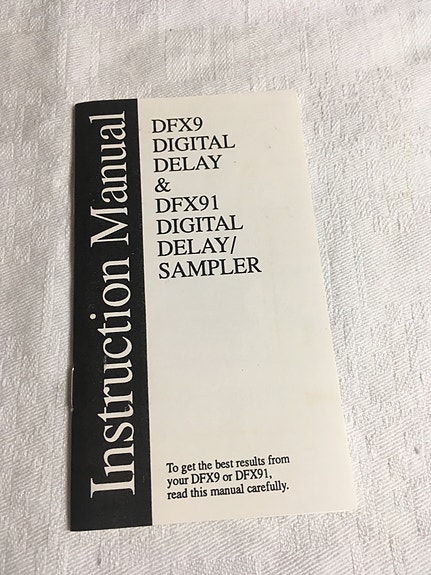 Instruction Manual
DFX9
DIGITAL
DELAY
&
DFX91
DIGITAL
DELAY/
SAMPLER
To get the best results from
your DFX9 or DFX91,
read this manual carefully.